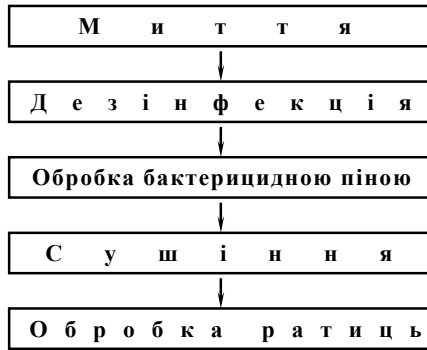 Миття
Дезінфекція
Обробка бактерицидною піною
Сушіння
Обробка ратиць